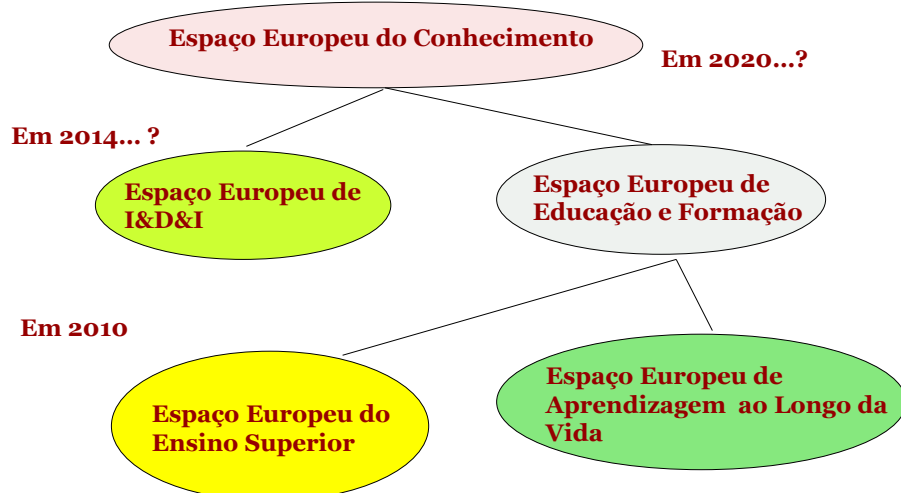 Espaço Europeu do Conhecimento
Em 2020...?
Em 2014... ?
Espaço Europeu de
I&D&I
Espaço Europeu de
Educação e Formação
Em 2010
Espaço Europeu do
Ensino Superior
Espaço Europeu de
Aprendizagem ao Longo da
Vida